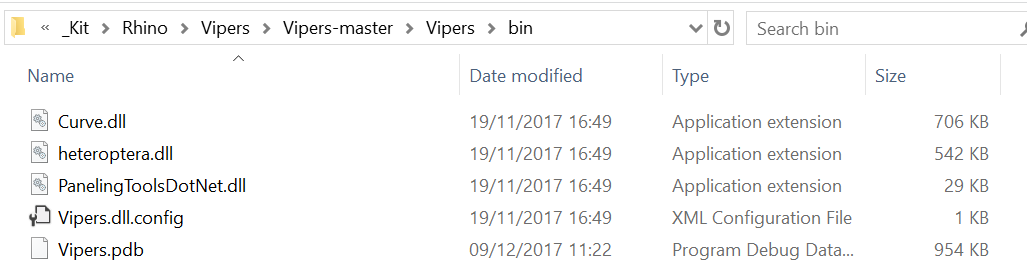 « _Kit > Rhino > Vipers > Vipers-master > Vipers > bin Search bin
Name Date modified Type Size
Curve.dll 19/11/2017 16:49 Application extension 706 KB
heteroptera.dll 19/11/2017 16:49 Application extension 542 KB
PanelingToolsDotNet.dll 19/11/2017 16:49 Application extension 29 KB
Vipers.dll.config 19/11/2017 16:49 XML Configuration File 1 KB
Vipers.pdb 09/12/2017 11:22 Program Debug Data... 954 KB